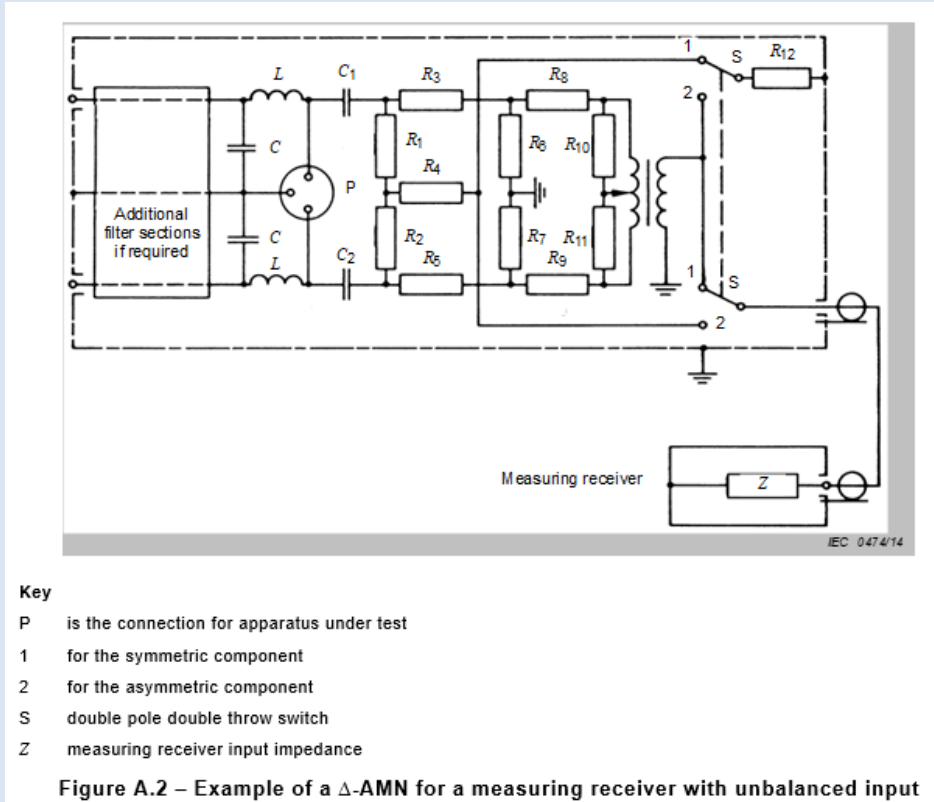 1
S
R12
L
C1
R3
R8
2
C
R1
R6
R10
R4
P
Additional
filter sections
if required
C
R2
R7
R11
L
C2
R5
R9
1
S
2
Measuring receiver
Z
IEC 0474/14
Key
P is the connection for apparatus under test
1 for the symmetric component
2 for the asymmetric component
S double pole double throw switch
Z measuring receiver input impedance
Figure A.2 – Example of a Δ-AMN for a measuring receiver with unbalanced input